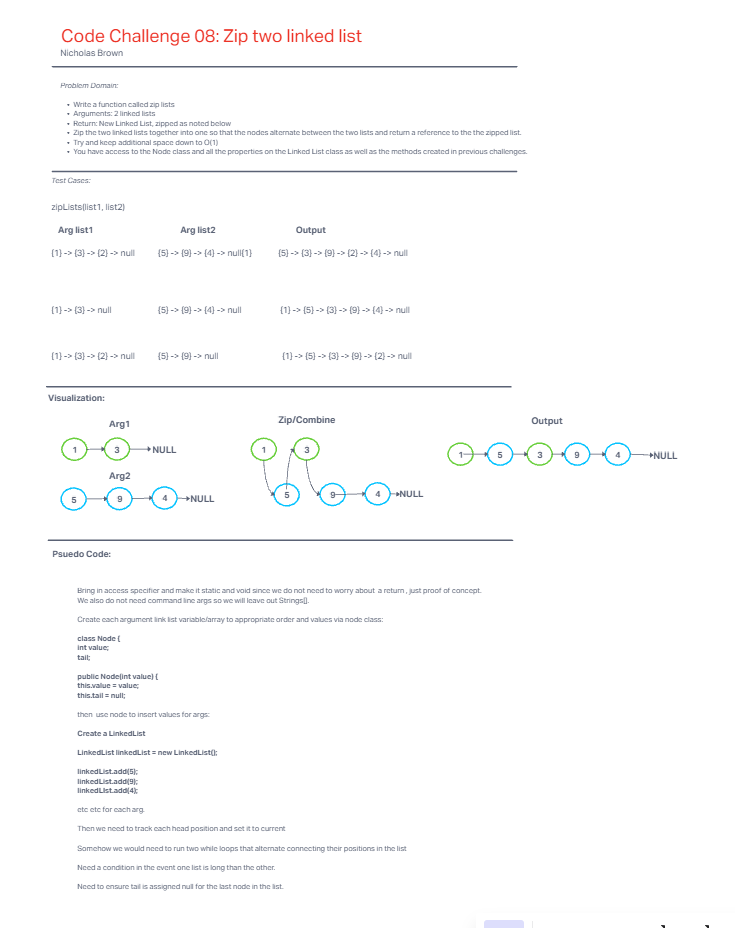 Code Challenge 08: Zip two linked list
Nicholas Brown
Problem Domain:
• Write a function called zip lists
• Arguments: 2 linked lists
• Return: New Linked List, zipped as noted below
• Zip the two linked lists together into one so that the nodes alternate between the two lists and return a reference to the the zipped list.
• Try and keep additional space down to O(1)
• You have access to the Node class and all the properties on the Linked List class as well as the methods created in previous challenges.
Test Cases:
zipLists(list1, list2)
Arg list1 Arg list2 Output
{1} -> {3} -> {2} -> null {5} -> {9} -> {4} -> null{1} {5} -> {3} -> {9} -> {2} -> {4} -> null
{1} -> {3} -> null {5} -> {9} -> {4} -> null {1} -> {5} -> {3} -> {9} -> {4} -> null
{1} -> {3} -> {2} -> null {5} -> {9} -> null {1} -> {5} -> {3} -> {9} -> {2} -> null
Visualization:
Arg1
1 3 NULL
Arg2
5 9 4 NULL
Zip/Combine
1 3
5 9 4 NULL
Output
1 5 3 9 4 NULL
Psuedo Code:
Bring in access specifier and make it static and void since we do not need to worry about a return , just proof of concept.
We also do not need command line args so we will leave out Strings[].
Create each argument link list variable/array to appropriate order and values via node class:
class Node {
int value;
tail;
public Node(int value) {
this.value = value;
this.tail = null;
then use node to insert values for args:
Create a LinkedList
LinkedList linkedList = new LinkedList();
linkedList.add(5);
linkedList.add(9);
linkedList.add(4);
etc etc for each arg.
Then we need to track each head position and set it to current
Somehow we would need to run two while loops that alternate connecting their positions in the list
Need a condition in the event one list is long than the other.
Need to ensure tail is assigned null for the last node in the list.